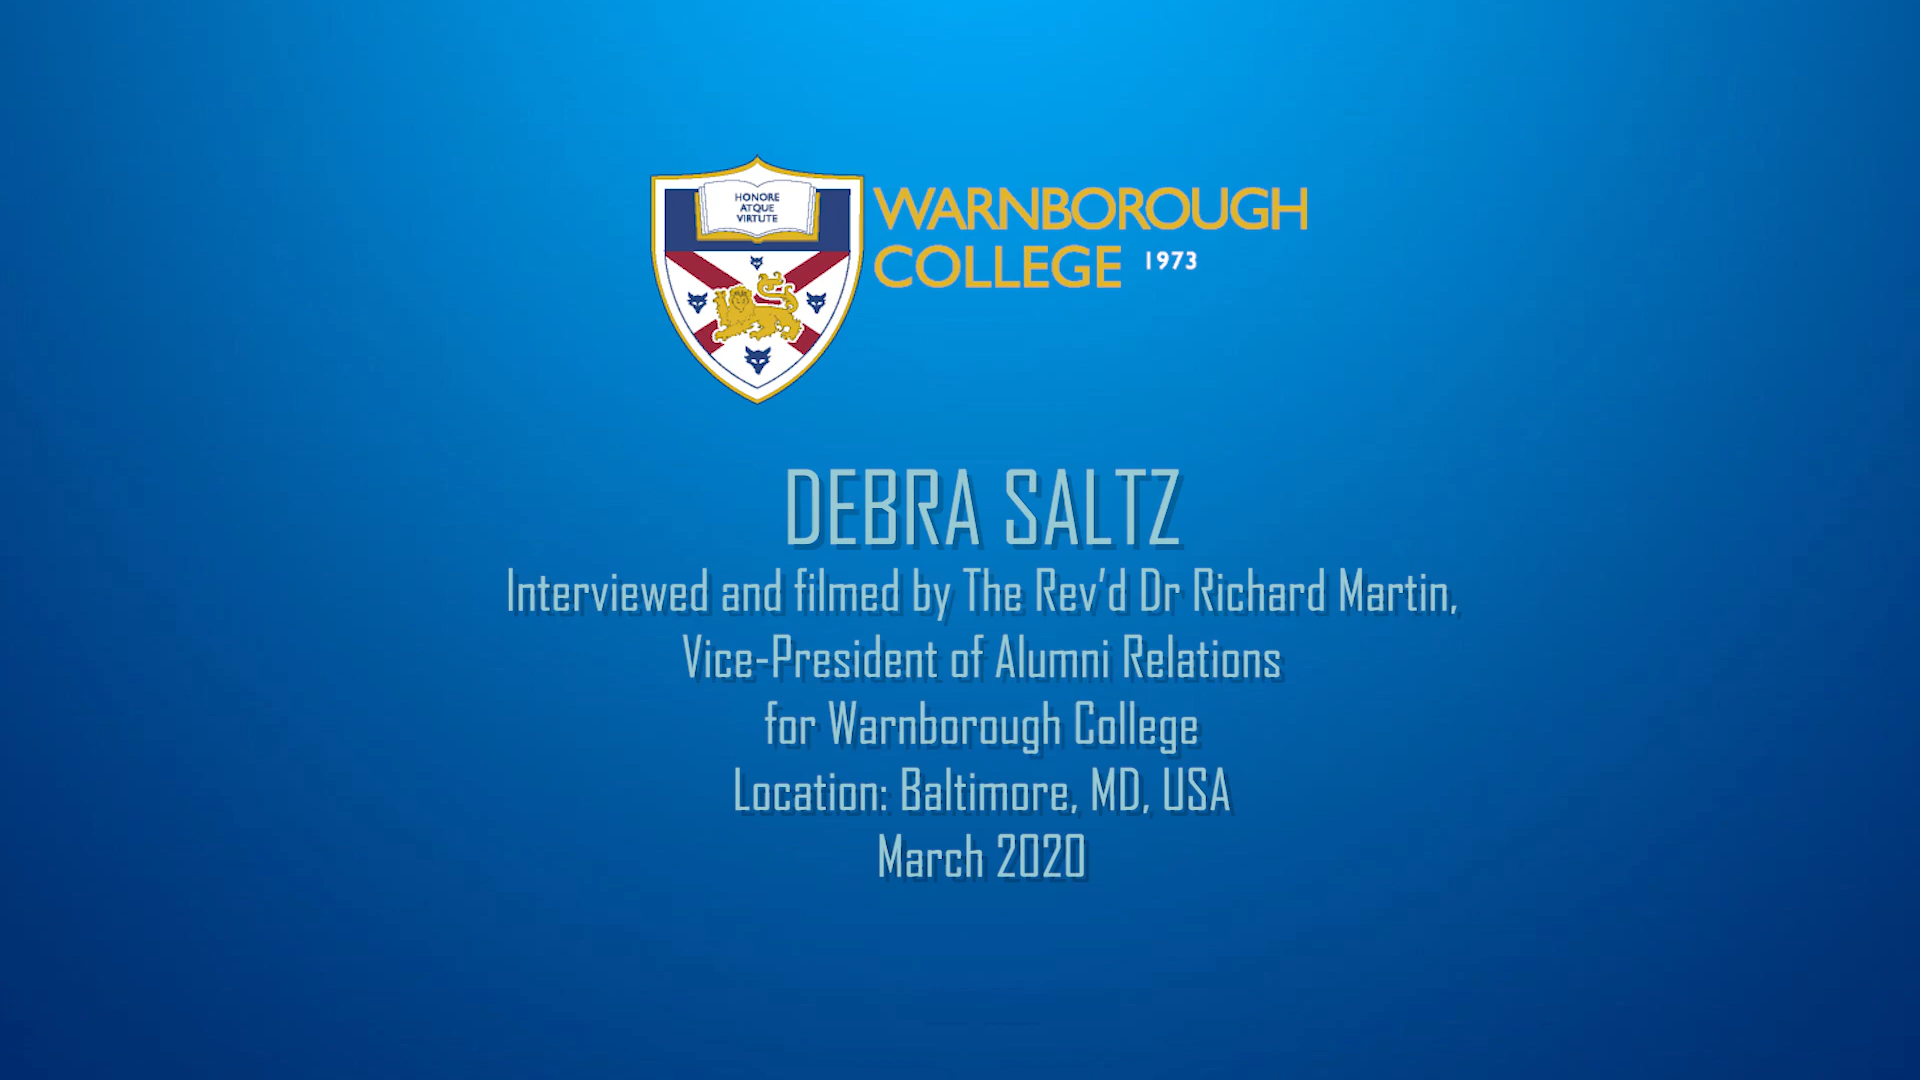 HONORE
ATQUE
VIRTUTE
WARNBOROUGH
COLLEGE 1973
DEBRA SALTZ
Interviewed and filmed by The Rev’d Dr Richard Martin,
Vice-President of Alumni Relations
for Warnborough College
Location: Baltimore, MD, USA
March 2020